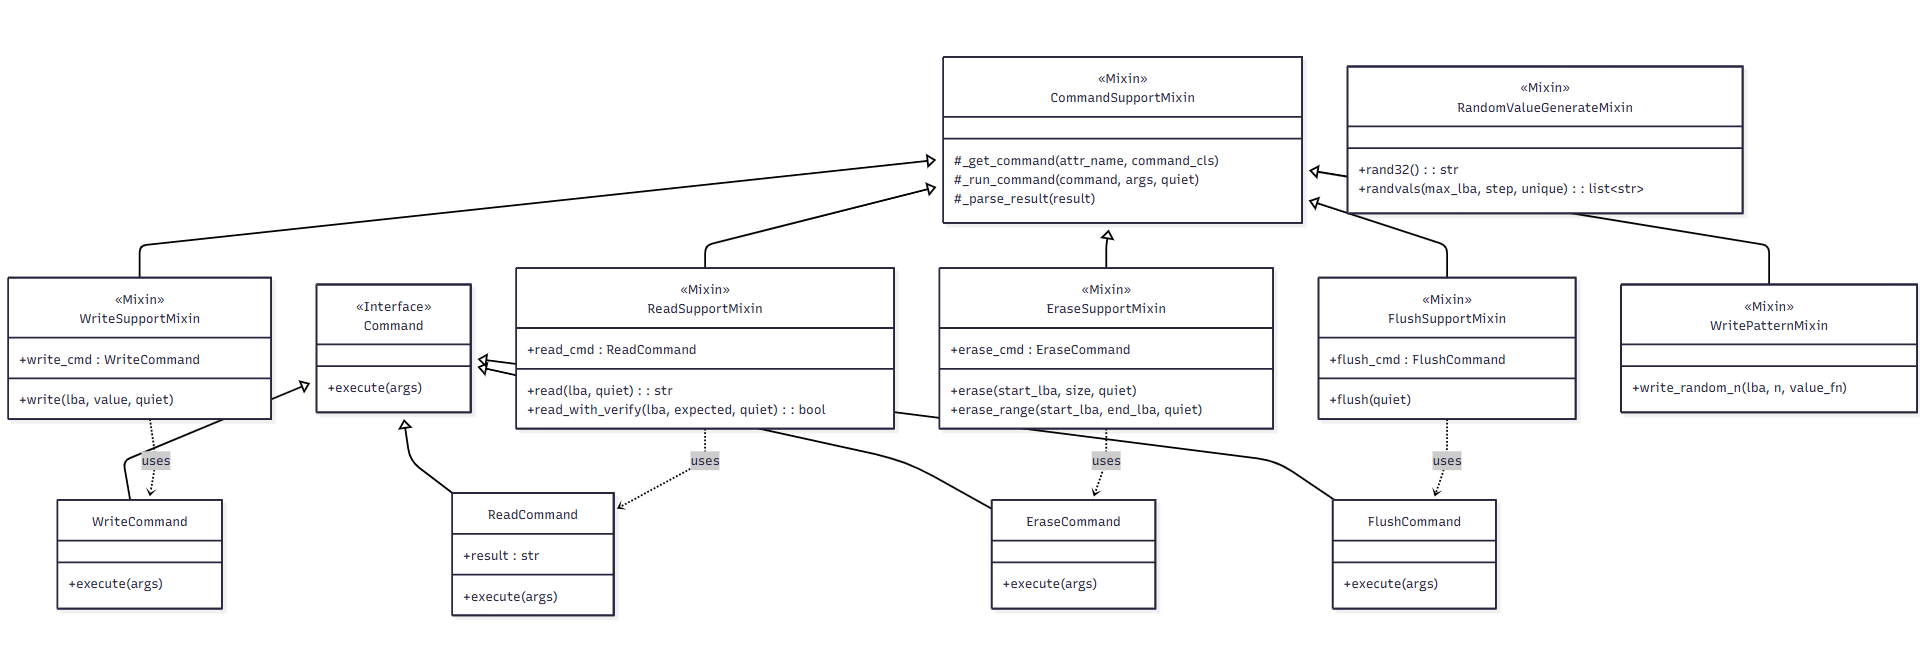 «Mixin»
CommandSupportMixin
#_get_command(attr_name, command_cls)
#_run_command(command, args, quiet)
#_parse_result(result)
«Mixin»
RandomValueGenerateMixin
+rand32() : : str
+randvals(max_lba, step, unique) : : list<str>
«Mixin»
WriteSupportMixin
+write_cmd : WriteCommand
+write(lba, value, quiet)
«Interface»
Command
+execute(args)
«Mixin»
ReadSupportMixin
+read_cmd : ReadCommand
+read(lba, quiet) : : str
+read_with_verify(lba, expected, quiet) : : bool
«Mixin»
EraseSupportMixin
+erase_cmd : EraseCommand
+erase(start_lba, size, quiet)
+erase_range(start_lba, end_lba, quiet)
«Mixin»
FlushSupportMixin
+flush_cmd : FlushCommand
+flush(quiet)
«Mixin»
WritePatternMixin
+write_random_n(lba, n, value_fn)
uses
uses
uses
uses
WriteCommand
+execute(args)
ReadCommand
+result : str
+execute(args)
EraseCommand
+execute(args)
FlushCommand
+execute(args)